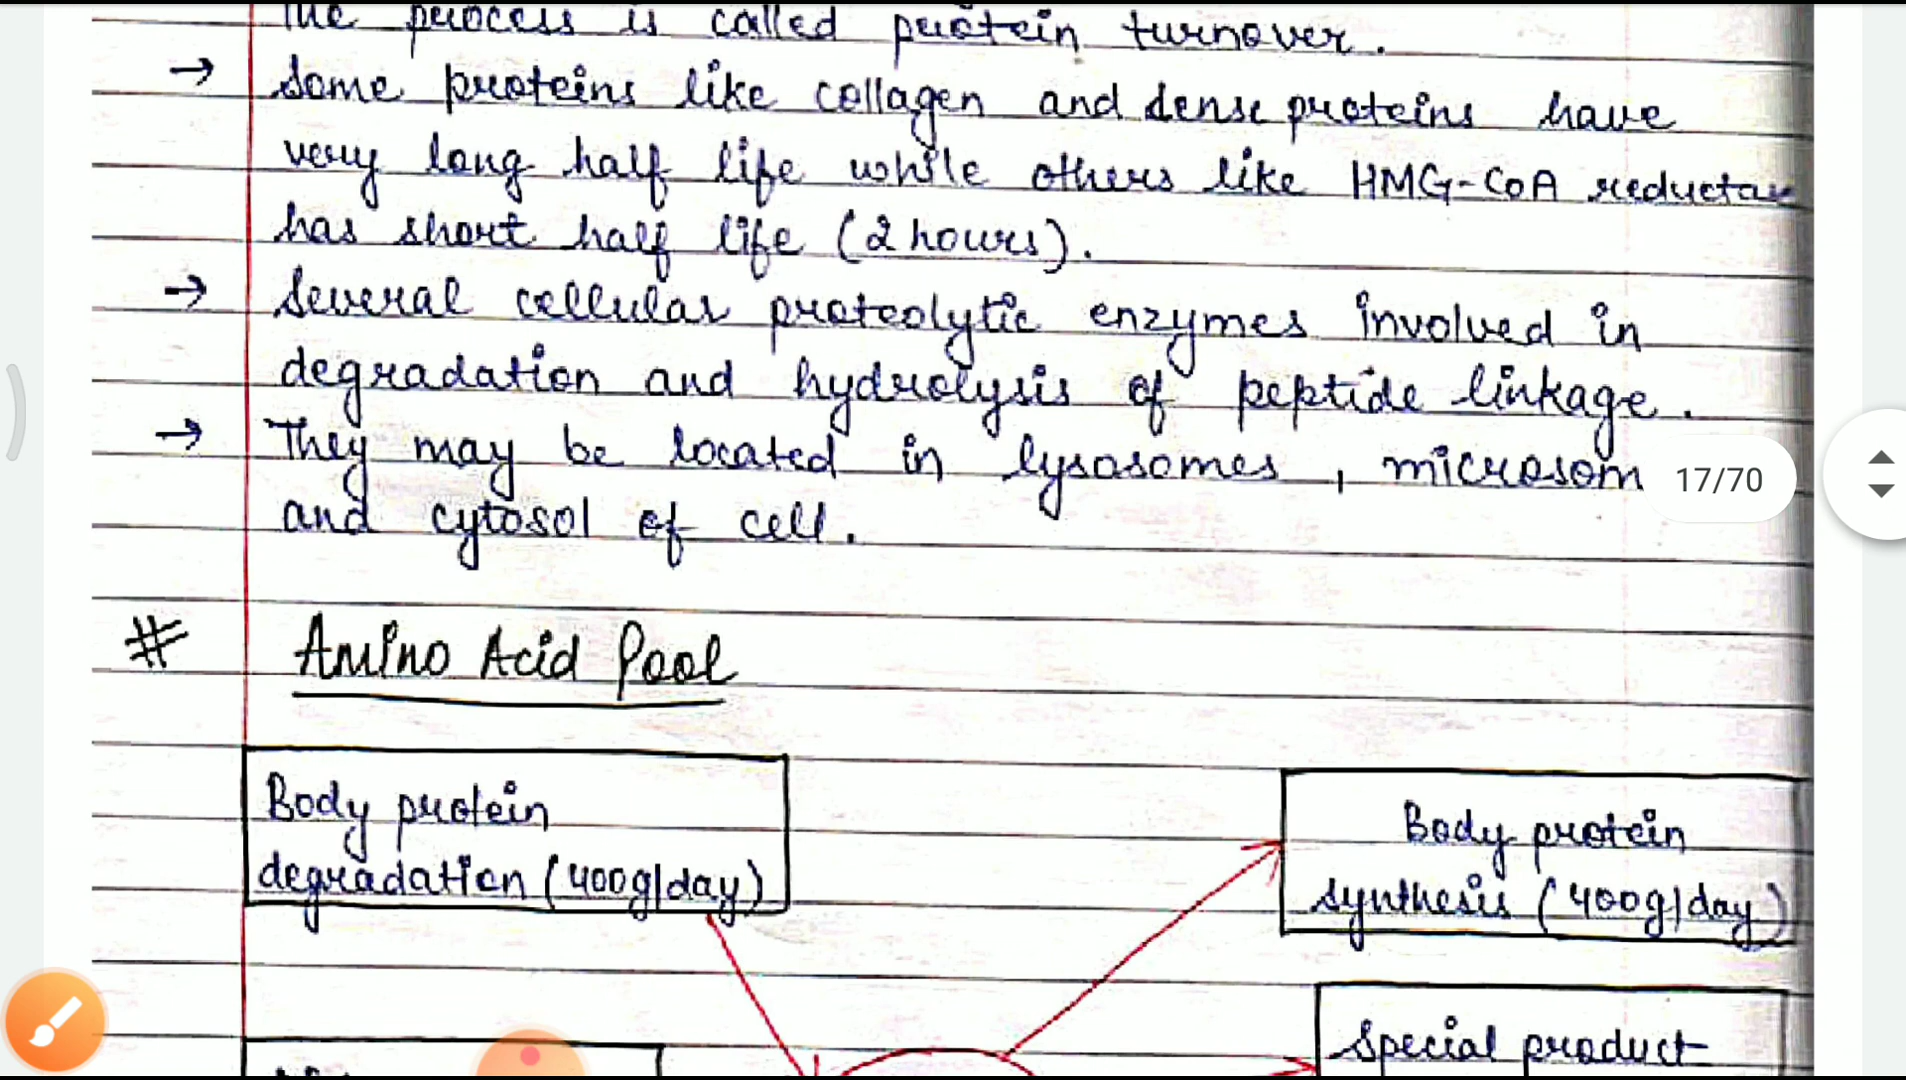 The process is called protein turnover.
→ Some proteins like collagen and dense proteins have
very long half life while others like HMG-CoA reductase
has short half life (2 hours).
→ Several cellular proteolytic enzymes involved in
degradation and hydrolysis of peptide linkage.
→ They may be located in lysosomes, microsom
and cytosol of cell.
17/70
# Amino Acid Pool
Body protein
degradation (400g/day)
Body protein
synthesis (400g/day)
Special product